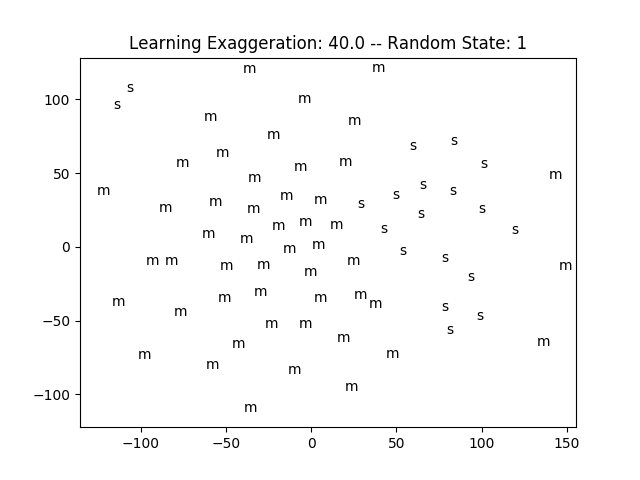 Learning Exaggeration: 40.0 -- Random State: 1
m m
s
s m
100
m m
m s
m m s
m m m m s
50
m m s m
m s s
m m m s
m m s s
m m s
m m m s s
m m m s
m m m
0
m s
m m m m m s m
m s
m m m
m m m s
m s
−50
m m s
m m m
m m
m m
−100
m
m
−100 −50 0 50 100 150